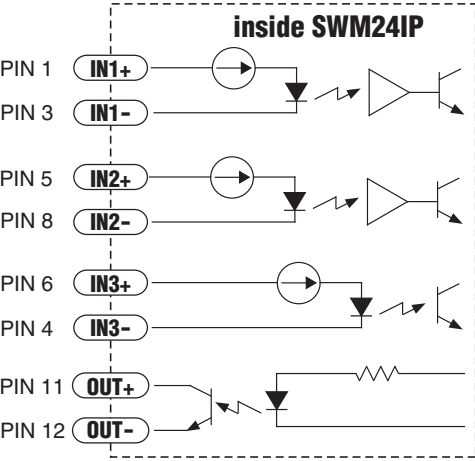 inside SWM24IP
PIN 1 IN1+
PIN 3 IN1-
PIN 5 IN2+
PIN 8 IN2-
PIN 6 IN3+
PIN 4 IN3-
PIN 11 OUT+
PIN 12 OUT-